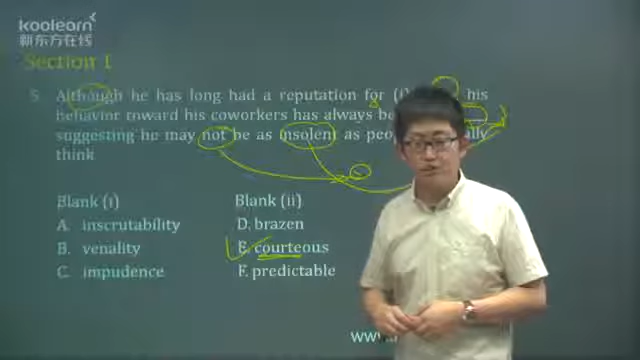 koolearn
新东方在线
Section 1
5. Although he has long had a reputation for (i) his
behavior toward his coworkers has always be
suggesting he may not be as insolent as peo ally
think
Blank (i) Blank (ii)
A. inscrutability D. brazen
B. venality E. courteous
C. impudence F. predictable
www.